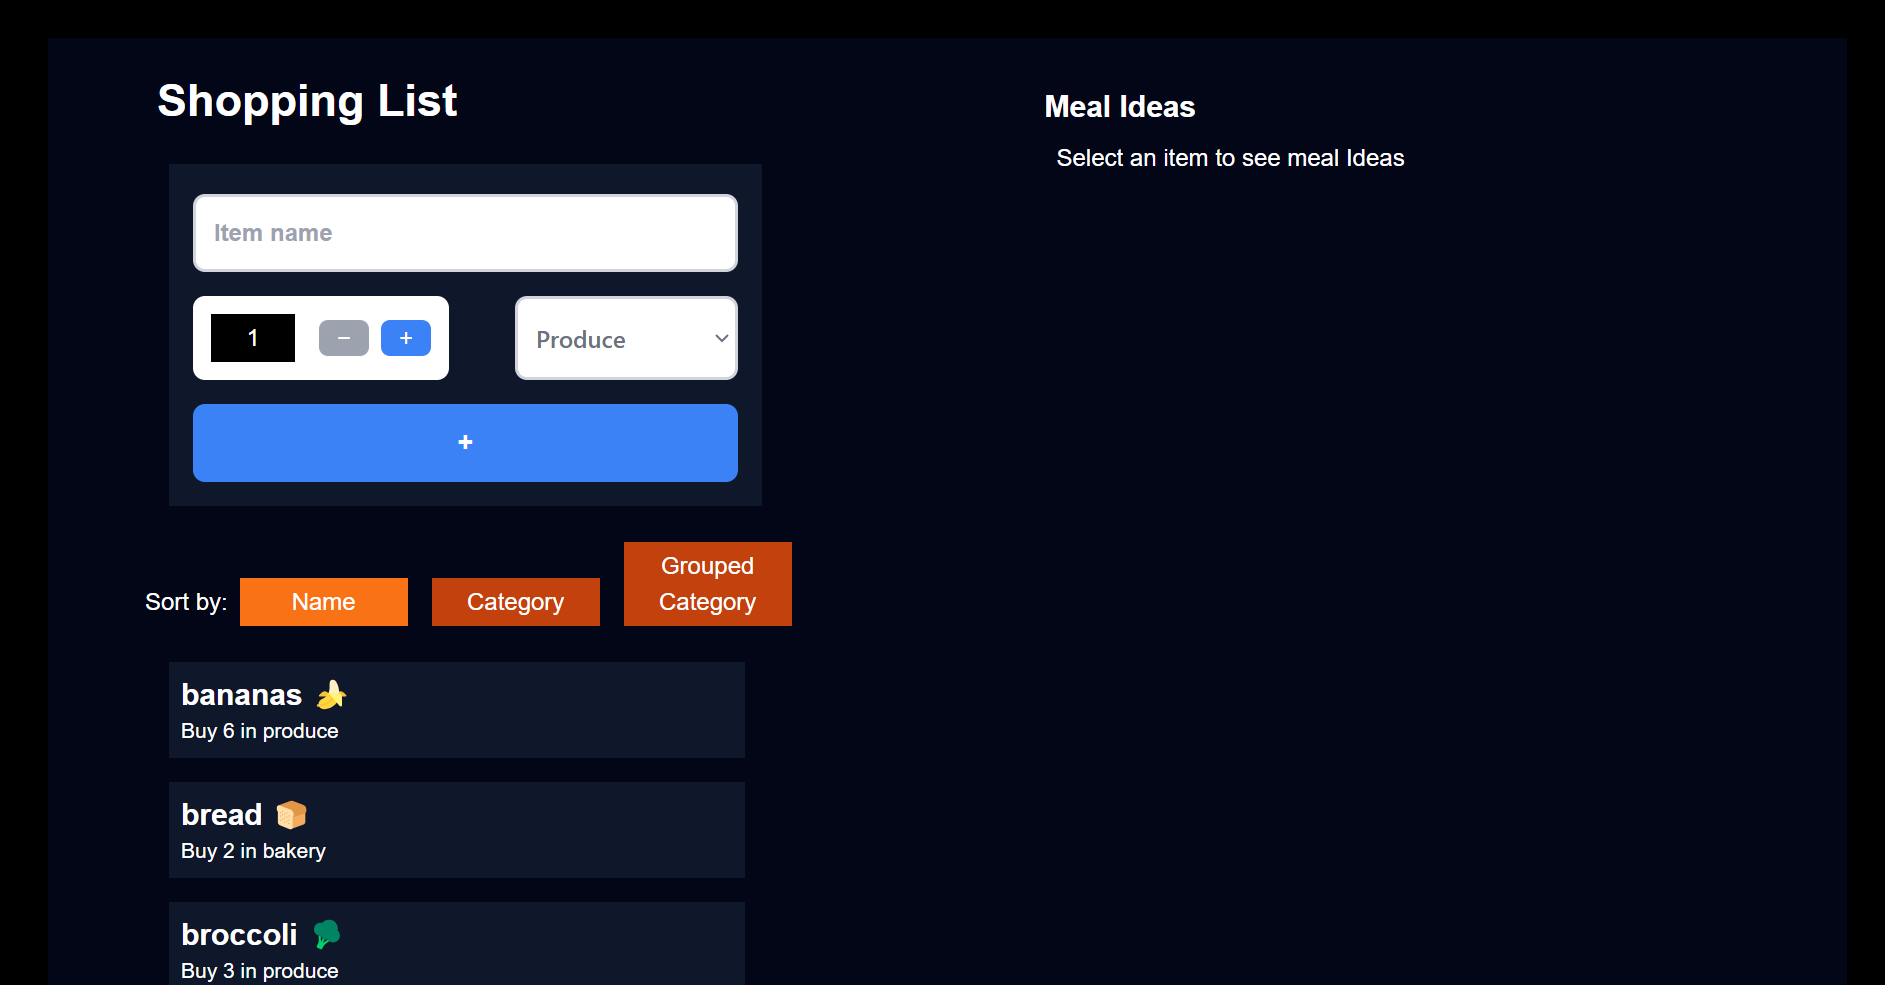 Shopping List
Item name
1 − +
Produce
+
Sort by: Name Category Grouped Category
bananas 🍌
Buy 6 in produce
bread 🍞
Buy 2 in bakery
broccoli 🥦
Buy 3 in produce
Meal Ideas
Select an item to see meal Ideas